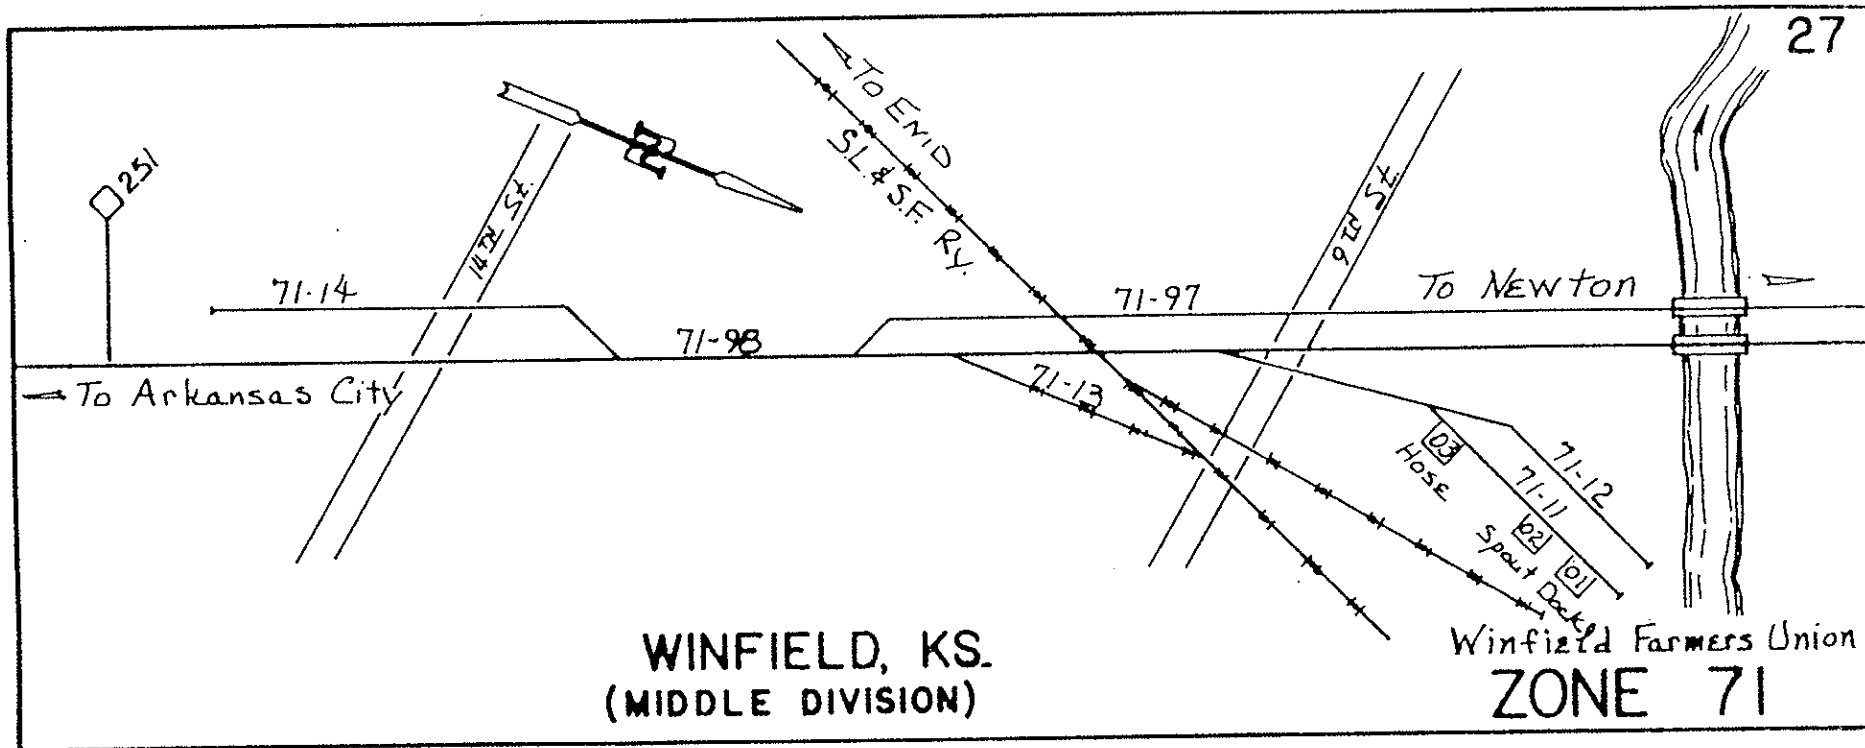 27
To ENID
S.L. & S.F. Ry.
251
14TH St.
9TH St.
N
71-14
71-98
71-97
To NEWTON
To Arkansas City
71-13
03
Hose
71-11
71-12
02
Spout
01
Dock
Winfield Farmers Union
WINFIELD, KS.
(MIDDLE DIVISION)
ZONE 71